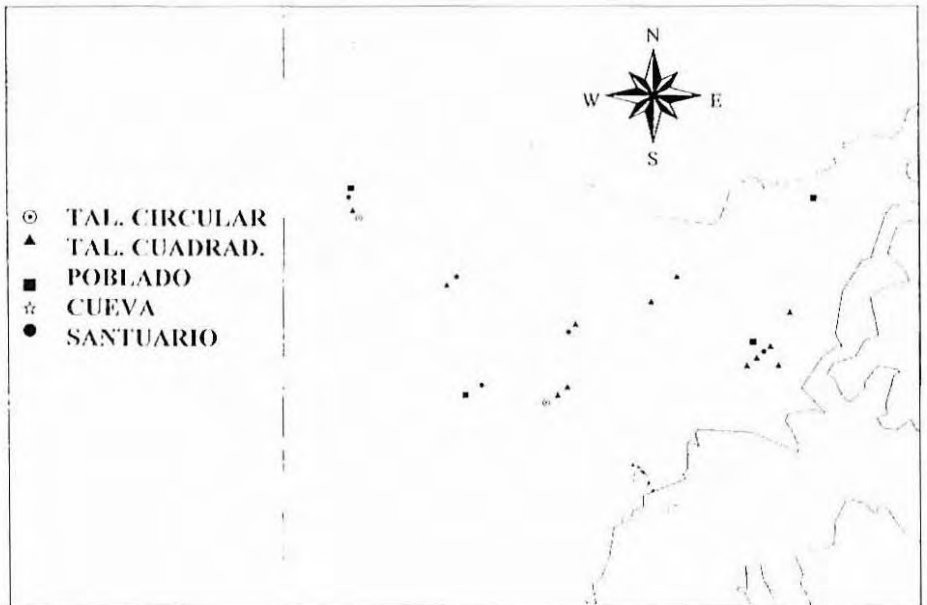 N
W E
S
TAL. CIRCULAR
TAL. CUADRAD.
POBLADO
CUEVA
SANTUARIO